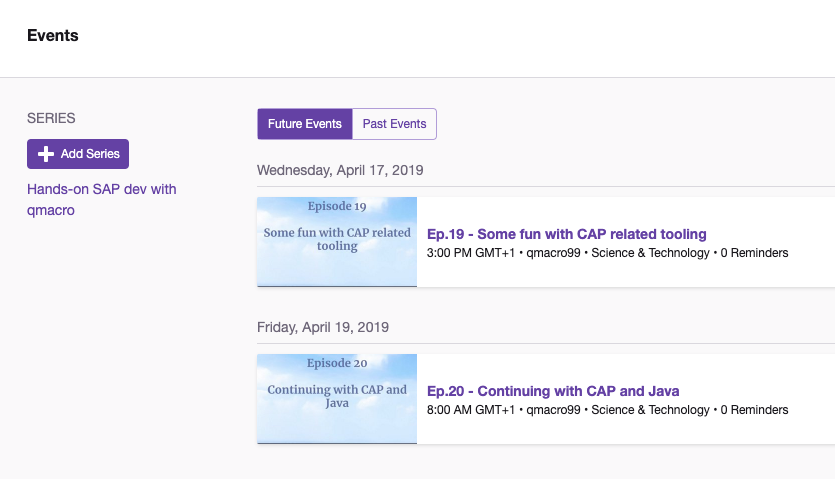 Events
SERIES
Add Series
Hands-on SAP dev with
qmacro
Future Events
Past Events
Wednesday, April 17, 2019
Episode 19
Some fun with CAP related
tooling
Ep.19 - Some fun with CAP related tooling
3:00 PM GMT+1 • qmacro99 • Science & Technology • 0 Reminders
Friday, April 19, 2019
Episode 20
Continuing with CAP and
Java
Ep.20 - Continuing with CAP and Java
8:00 AM GMT+1 • qmacro99 • Science & Technology • 0 Reminders